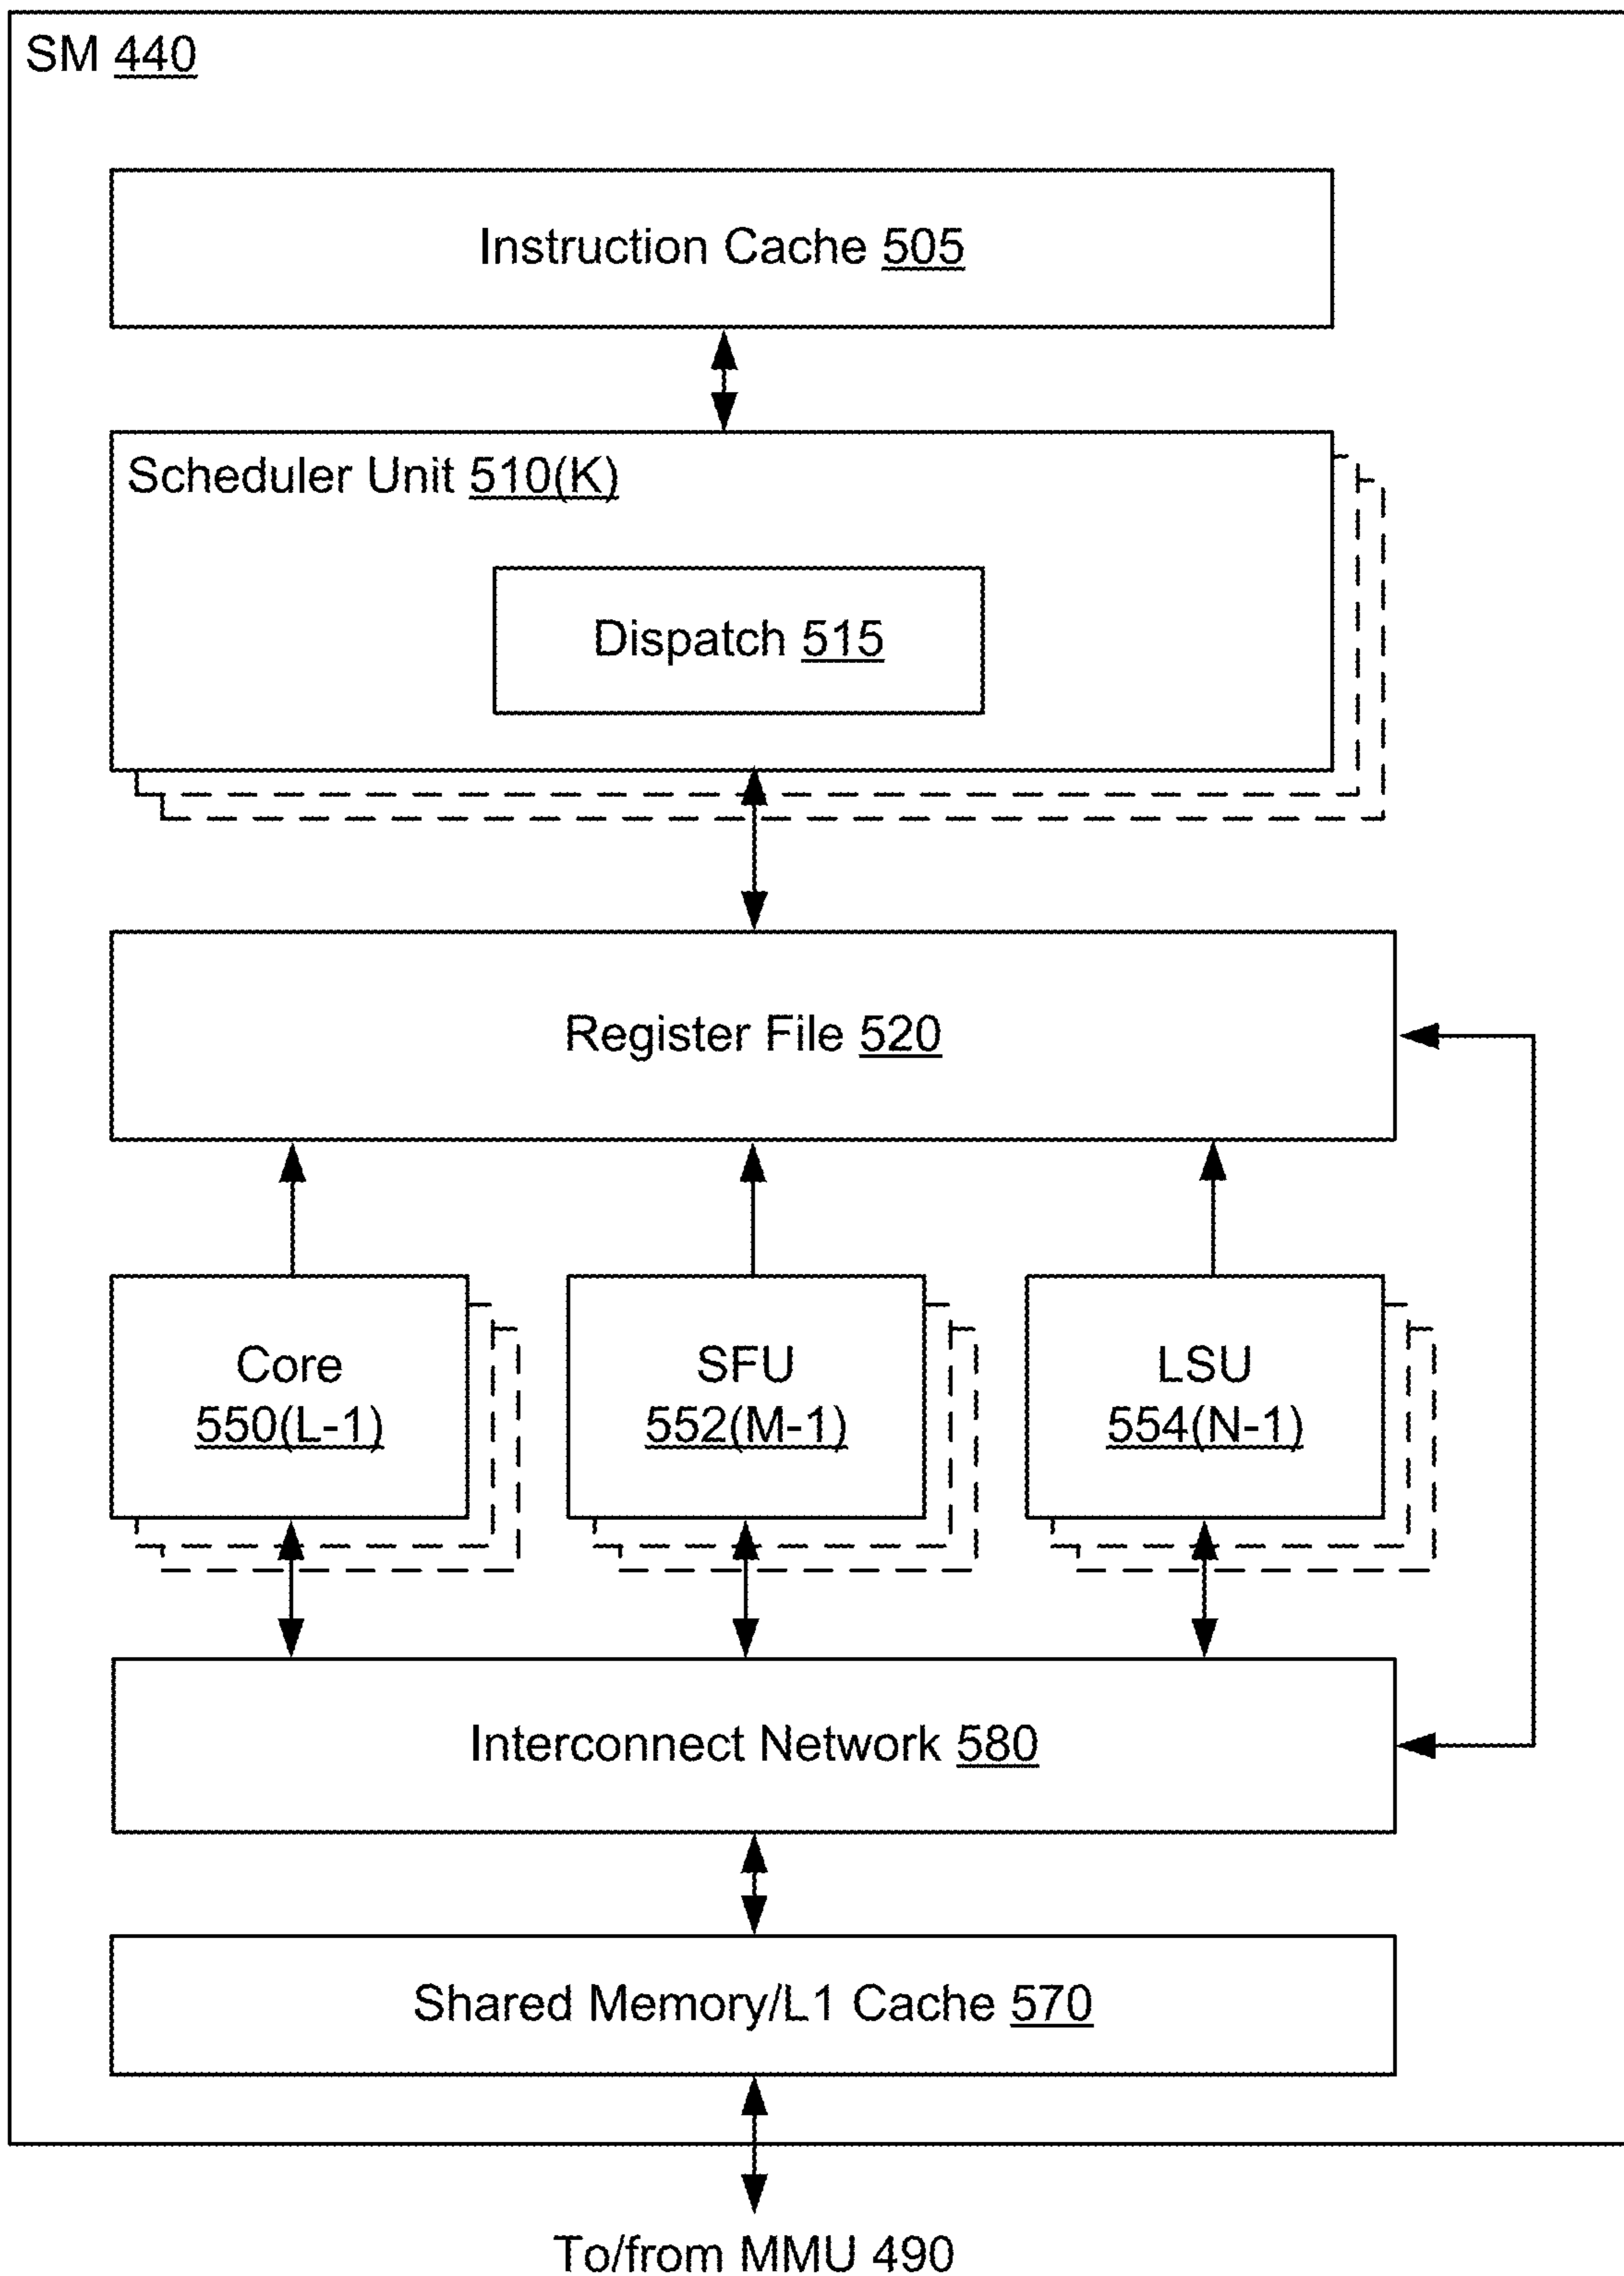 SM 440
Instruction Cache 505
Scheduler Unit 510(K)
Dispatch 515
Register File 520
Core
550(L-1)
SFU
552(M-1)
LSU
554(N-1)
Interconnect Network 580
Shared Memory/L1 Cache 570
To/from MMU 490